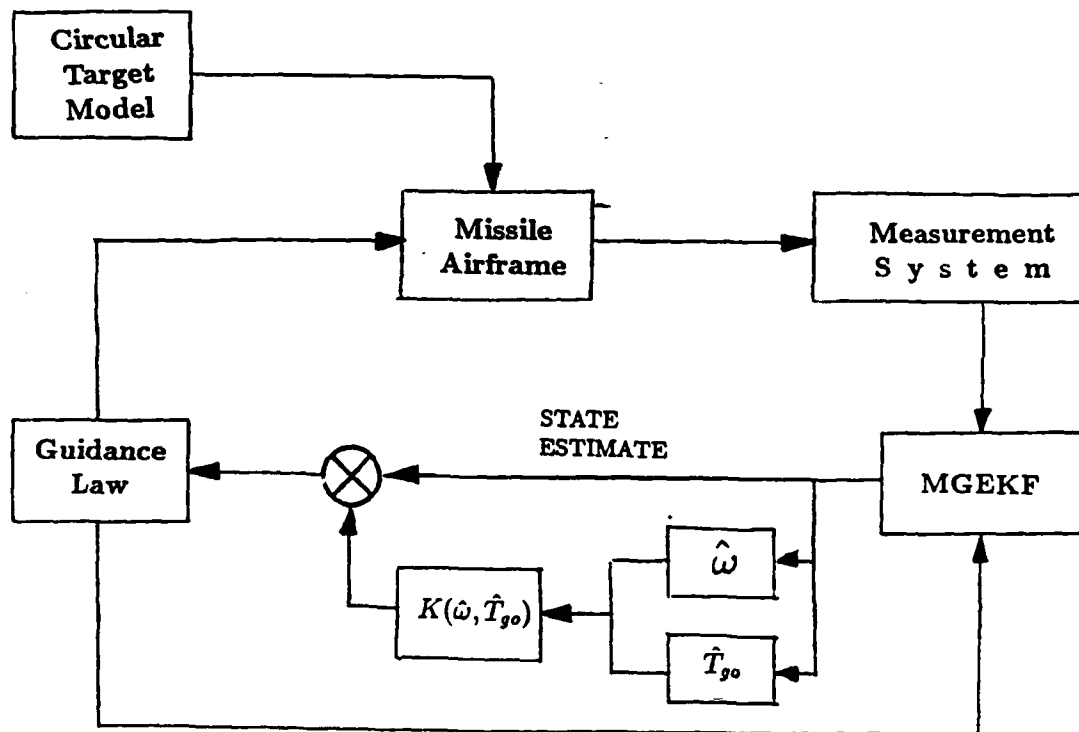 Circular
Target
Model
Missile
Airframe
Measurement
S y s t e m
STATE
ESTIMATE
Guidance
Law
MGEKF
ω̂
K(ω̂, T̂go)
T̂go